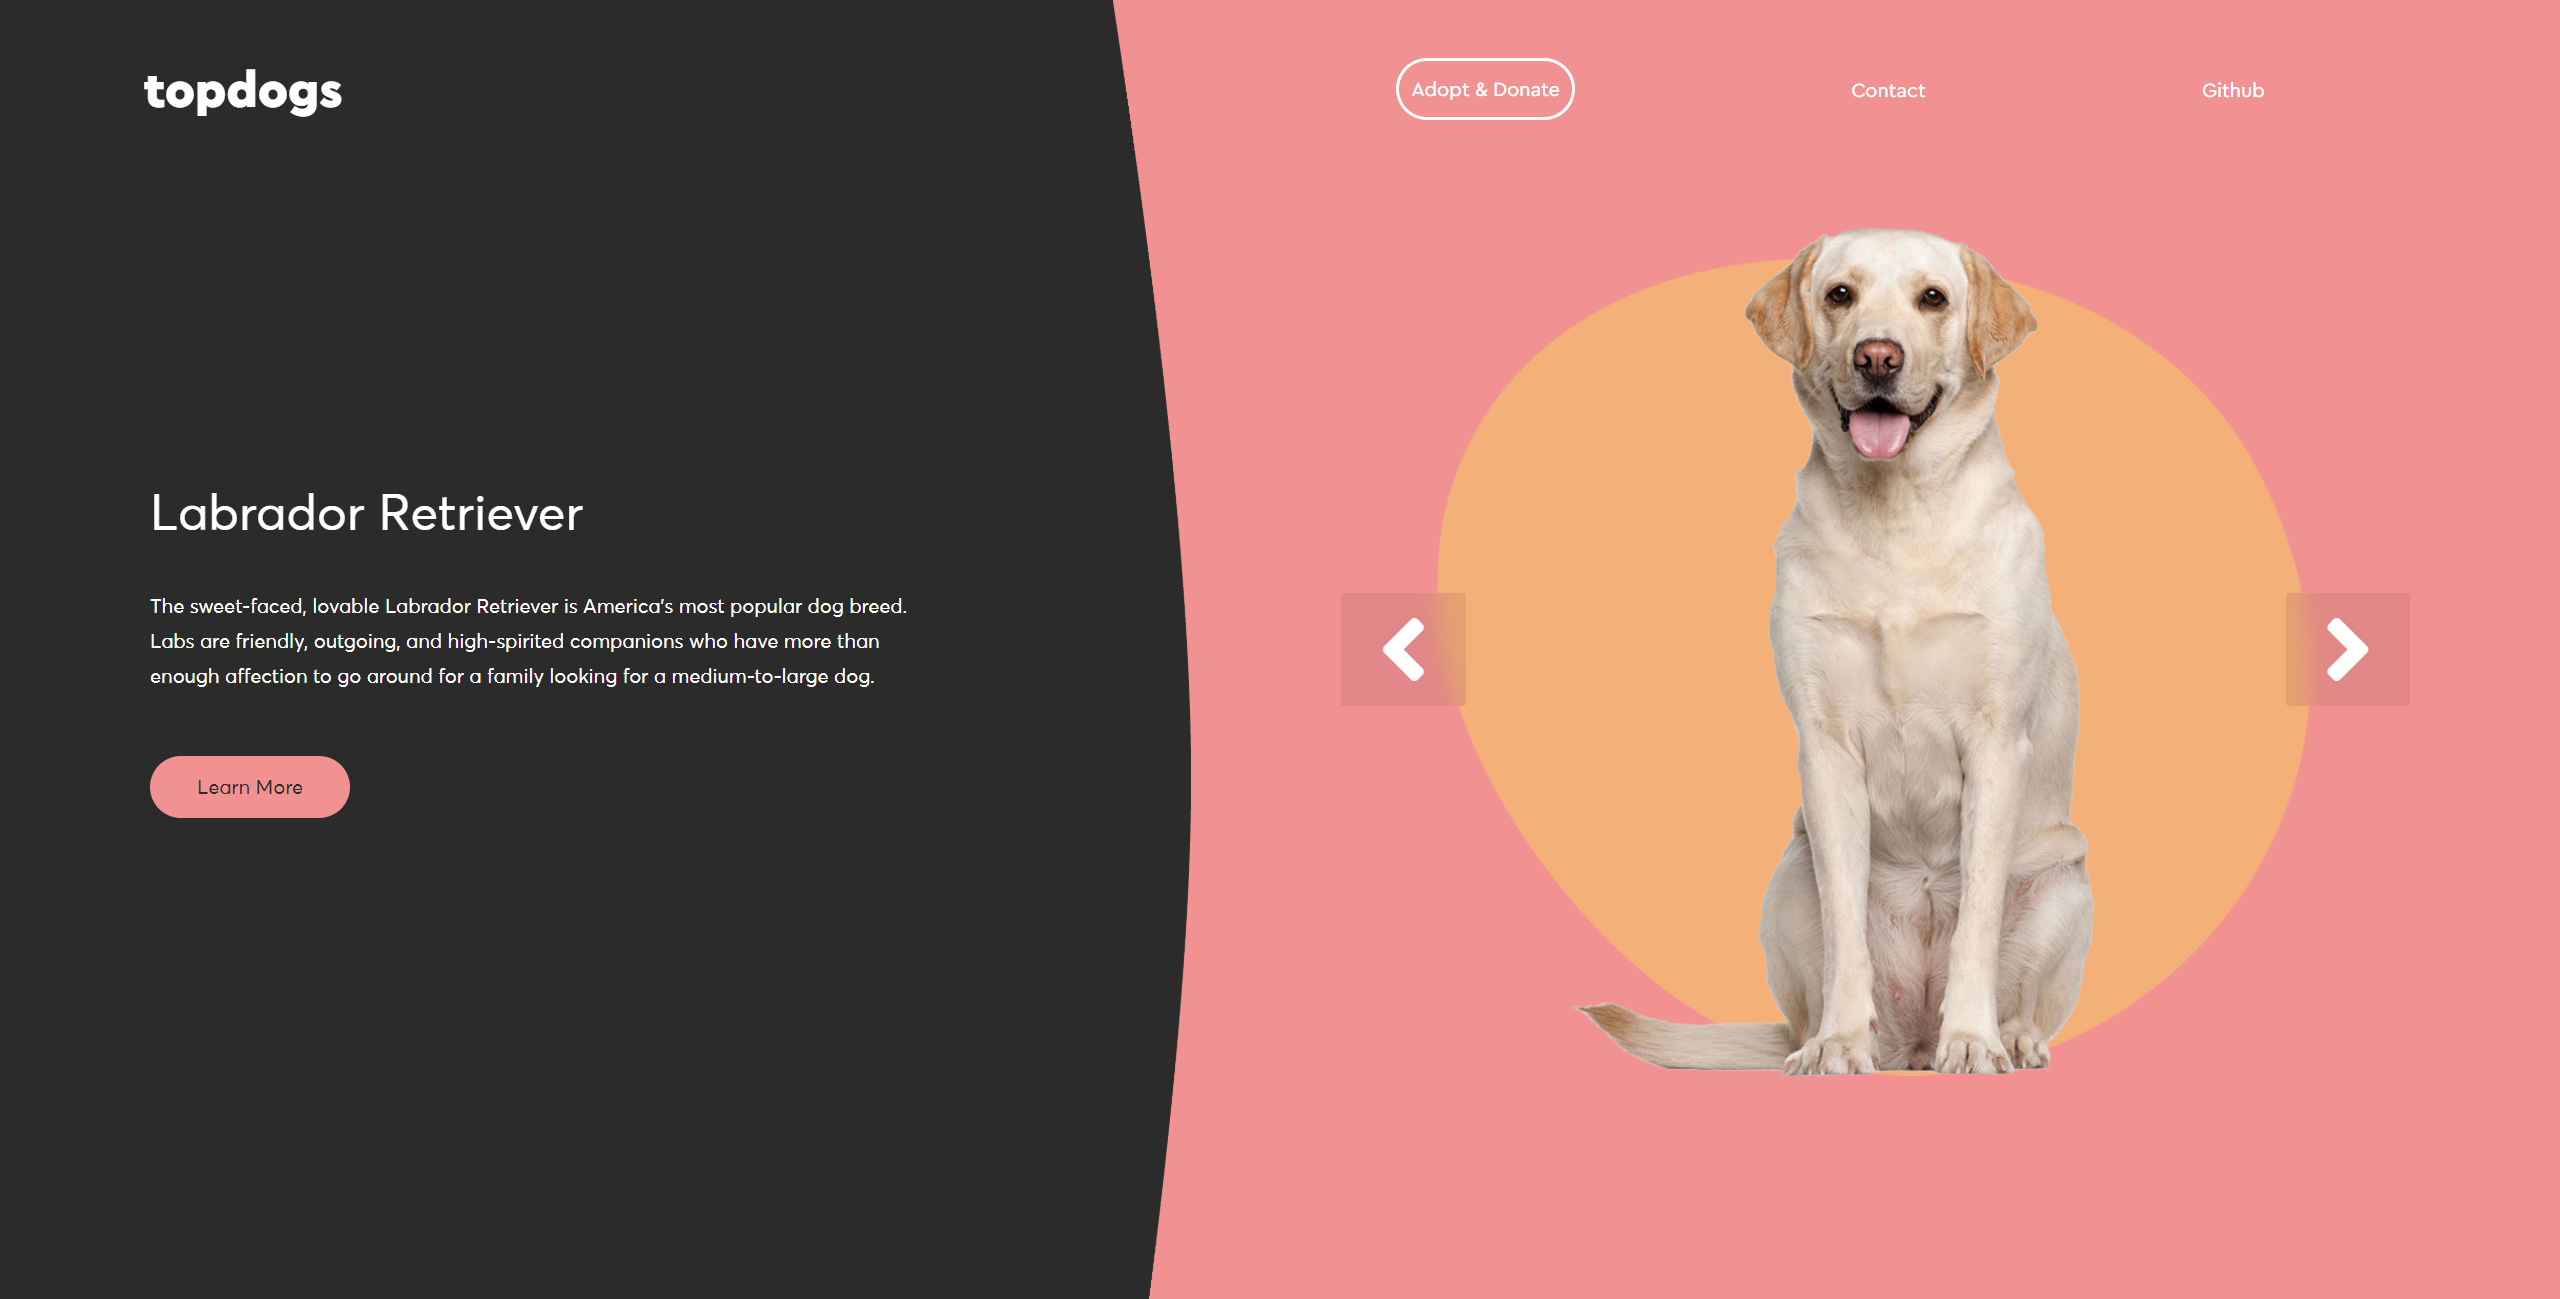 topdogs
Adopt & Donate
Contact
Github
Labrador Retriever
The sweet-faced, lovable Labrador Retriever is America's most popular dog breed.
Labs are friendly, outgoing, and high-spirited companions who have more than
enough affection to go around for a family looking for a medium-to-large dog.
Learn More